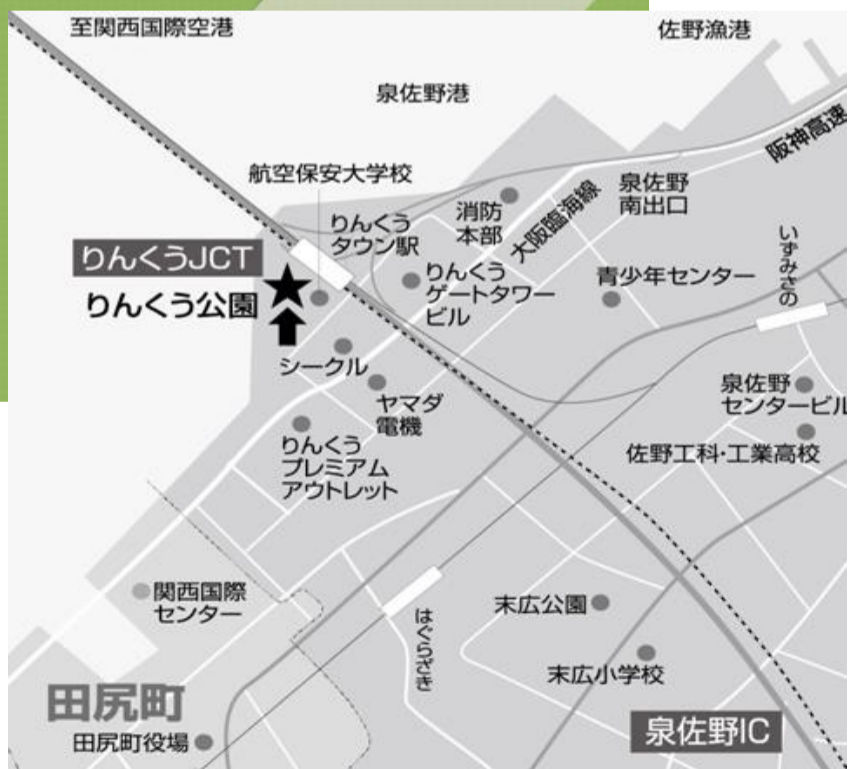 至関西国際空港
佐野漁港
泉佐野港
阪神高速
航空保安大学校
泉佐野
南出口
消防
本部
大阪臨海線
りんくう
タウン駅
りんくうJCT
りんくう公園
りんくう
ゲートタワー
ビル
青少年センター
いずみさの
シークル
ヤマダ
電機
泉佐野
センタービル
りんくう
プレミアム
アウトレット
佐野工科・工業高校
関西国際
センター
はぐらざき
末広公園
末広小学校
田尻町
田尻町役場
泉佐野IC